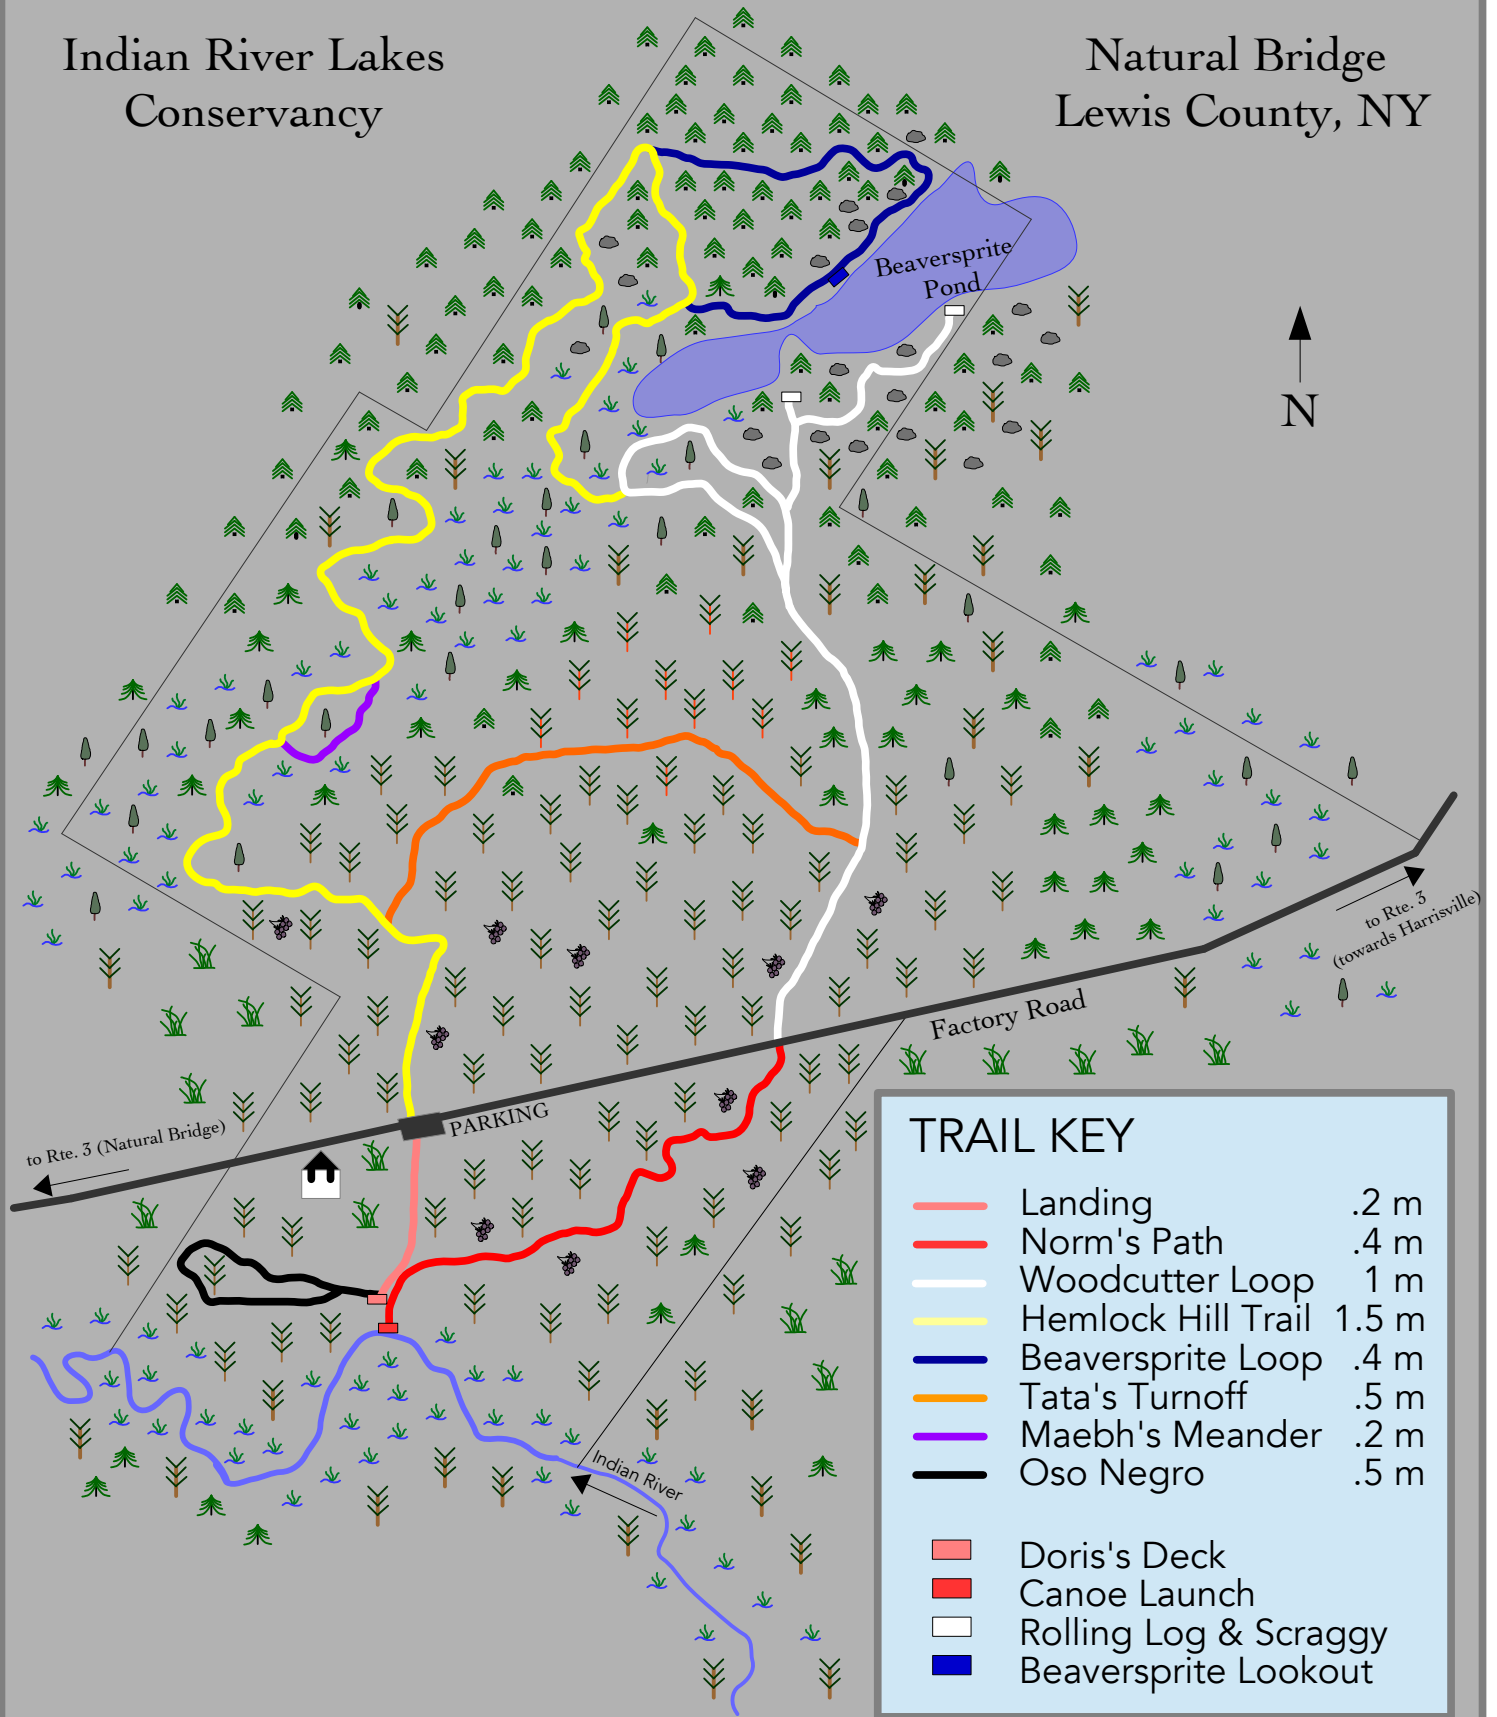 Indian River Lakes
Conservancy
Natural Bridge
Lewis County, NY
Beaversprite
Pond
N
to Rte. 3
(towards Harrisville)
Factory Road
PARKING
to Rte. 3 (Natural Bridge)
Indian River
TRAIL KEY
Landing .2 m
Norm's Path .4 m
Woodcutter Loop 1 m
Hemlock Hill Trail 1.5 m
Beaversprite Loop .4 m
Tata's Turnoff .5 m
Maebh's Meander .2 m
Oso Negro .5 m
Doris's Deck
Canoe Launch
Rolling Log & Scraggy
Beaversprite Lookout